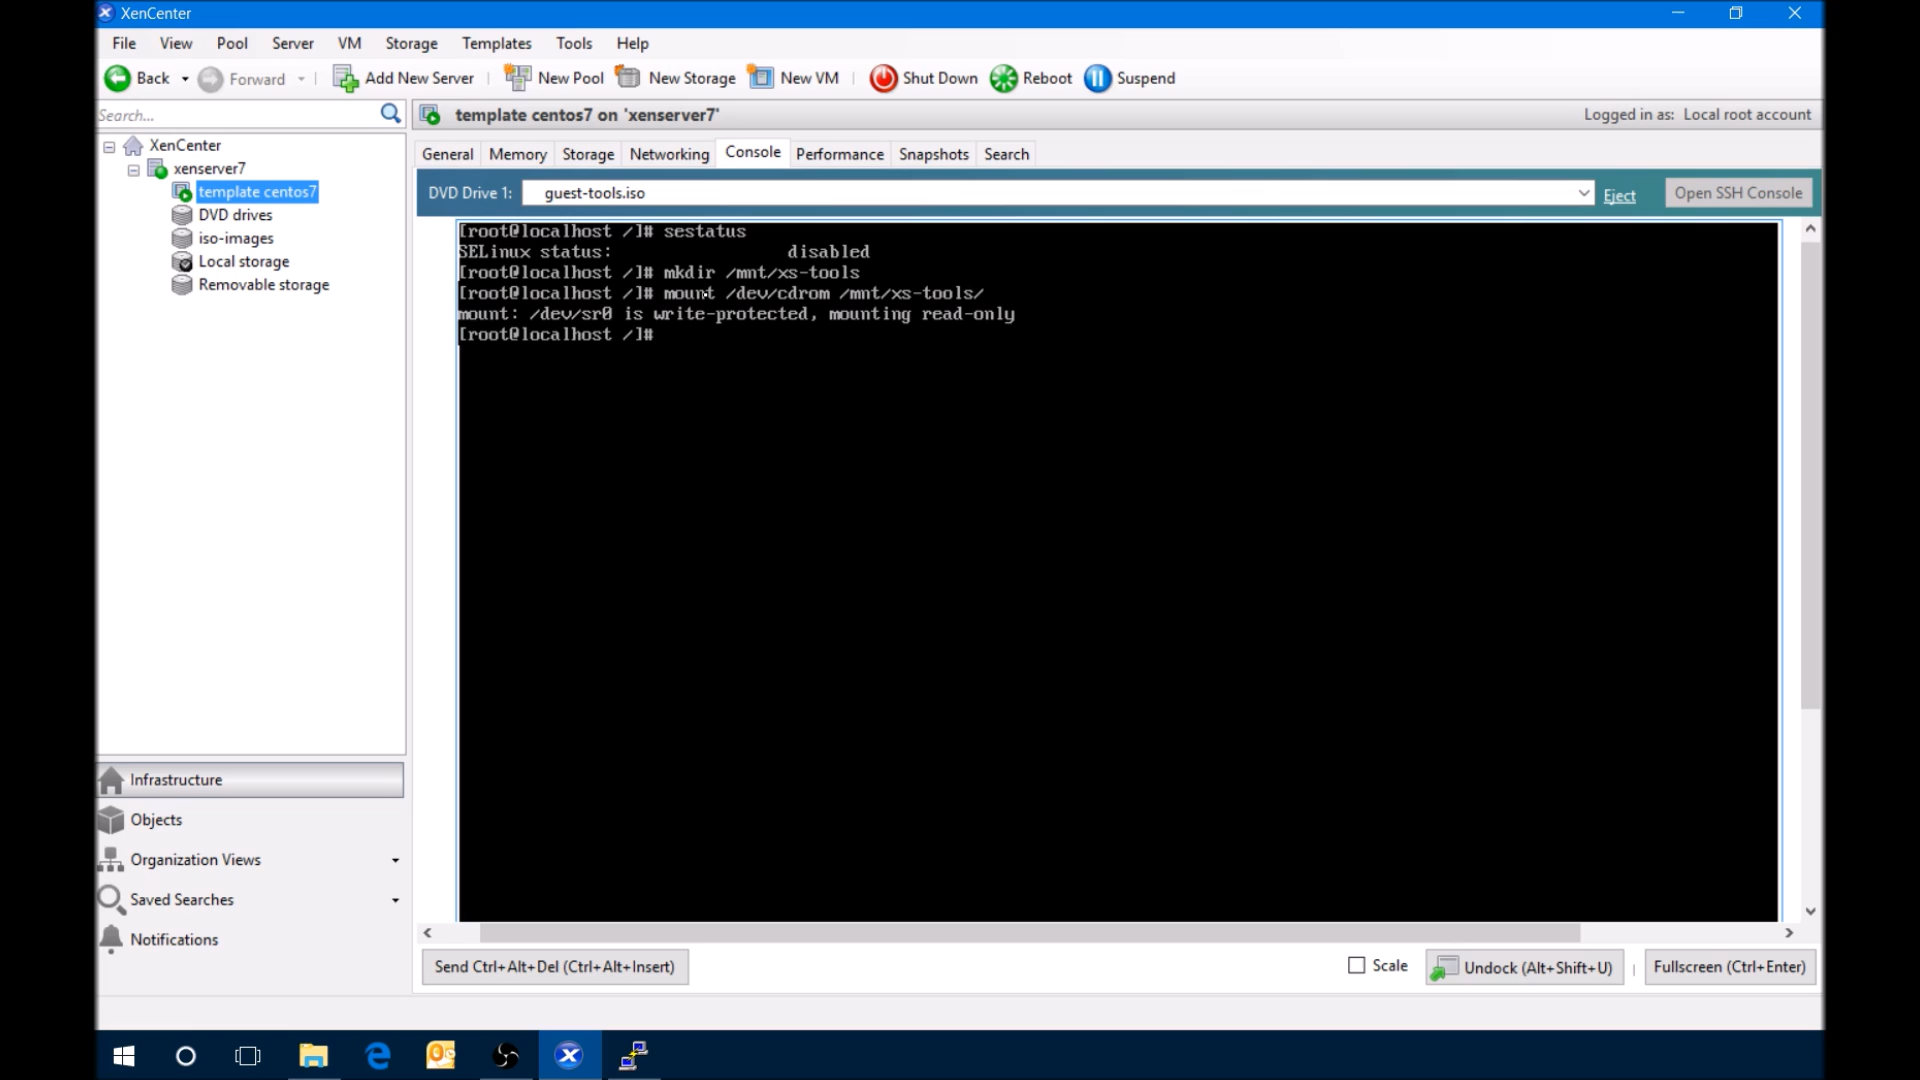 XenCenter
File View Pool Server VM Storage Templates Tools Help
Back Forward Add New Server New Pool New Storage New VM Shut Down Reboot Suspend
Search...
template centos7 on 'xenserver7'
Logged in as: Local root account
XenCenter
xenserver7
template centos7
DVD drives
iso-images
Local storage
Removable storage
General Memory Storage Networking Console Performance Snapshots Search
DVD Drive 1: guest-tools.iso Eject Open SSH Console
[root@localhost /]# sestatus
SELinux status: disabled
[root@localhost /]# mkdir /mnt/xs-tools
[root@localhost /]# mount /dev/cdrom /mnt/xs-tools/
mount: /dev/sr0 is write-protected, mounting read-only
[root@localhost /]#
Infrastructure
Objects
Organization Views
Saved Searches
Notifications
Send Ctrl+Alt+Del (Ctrl+Alt+Insert) Scale Undock (Alt+Shift+U) Fullscreen (Ctrl+Enter)